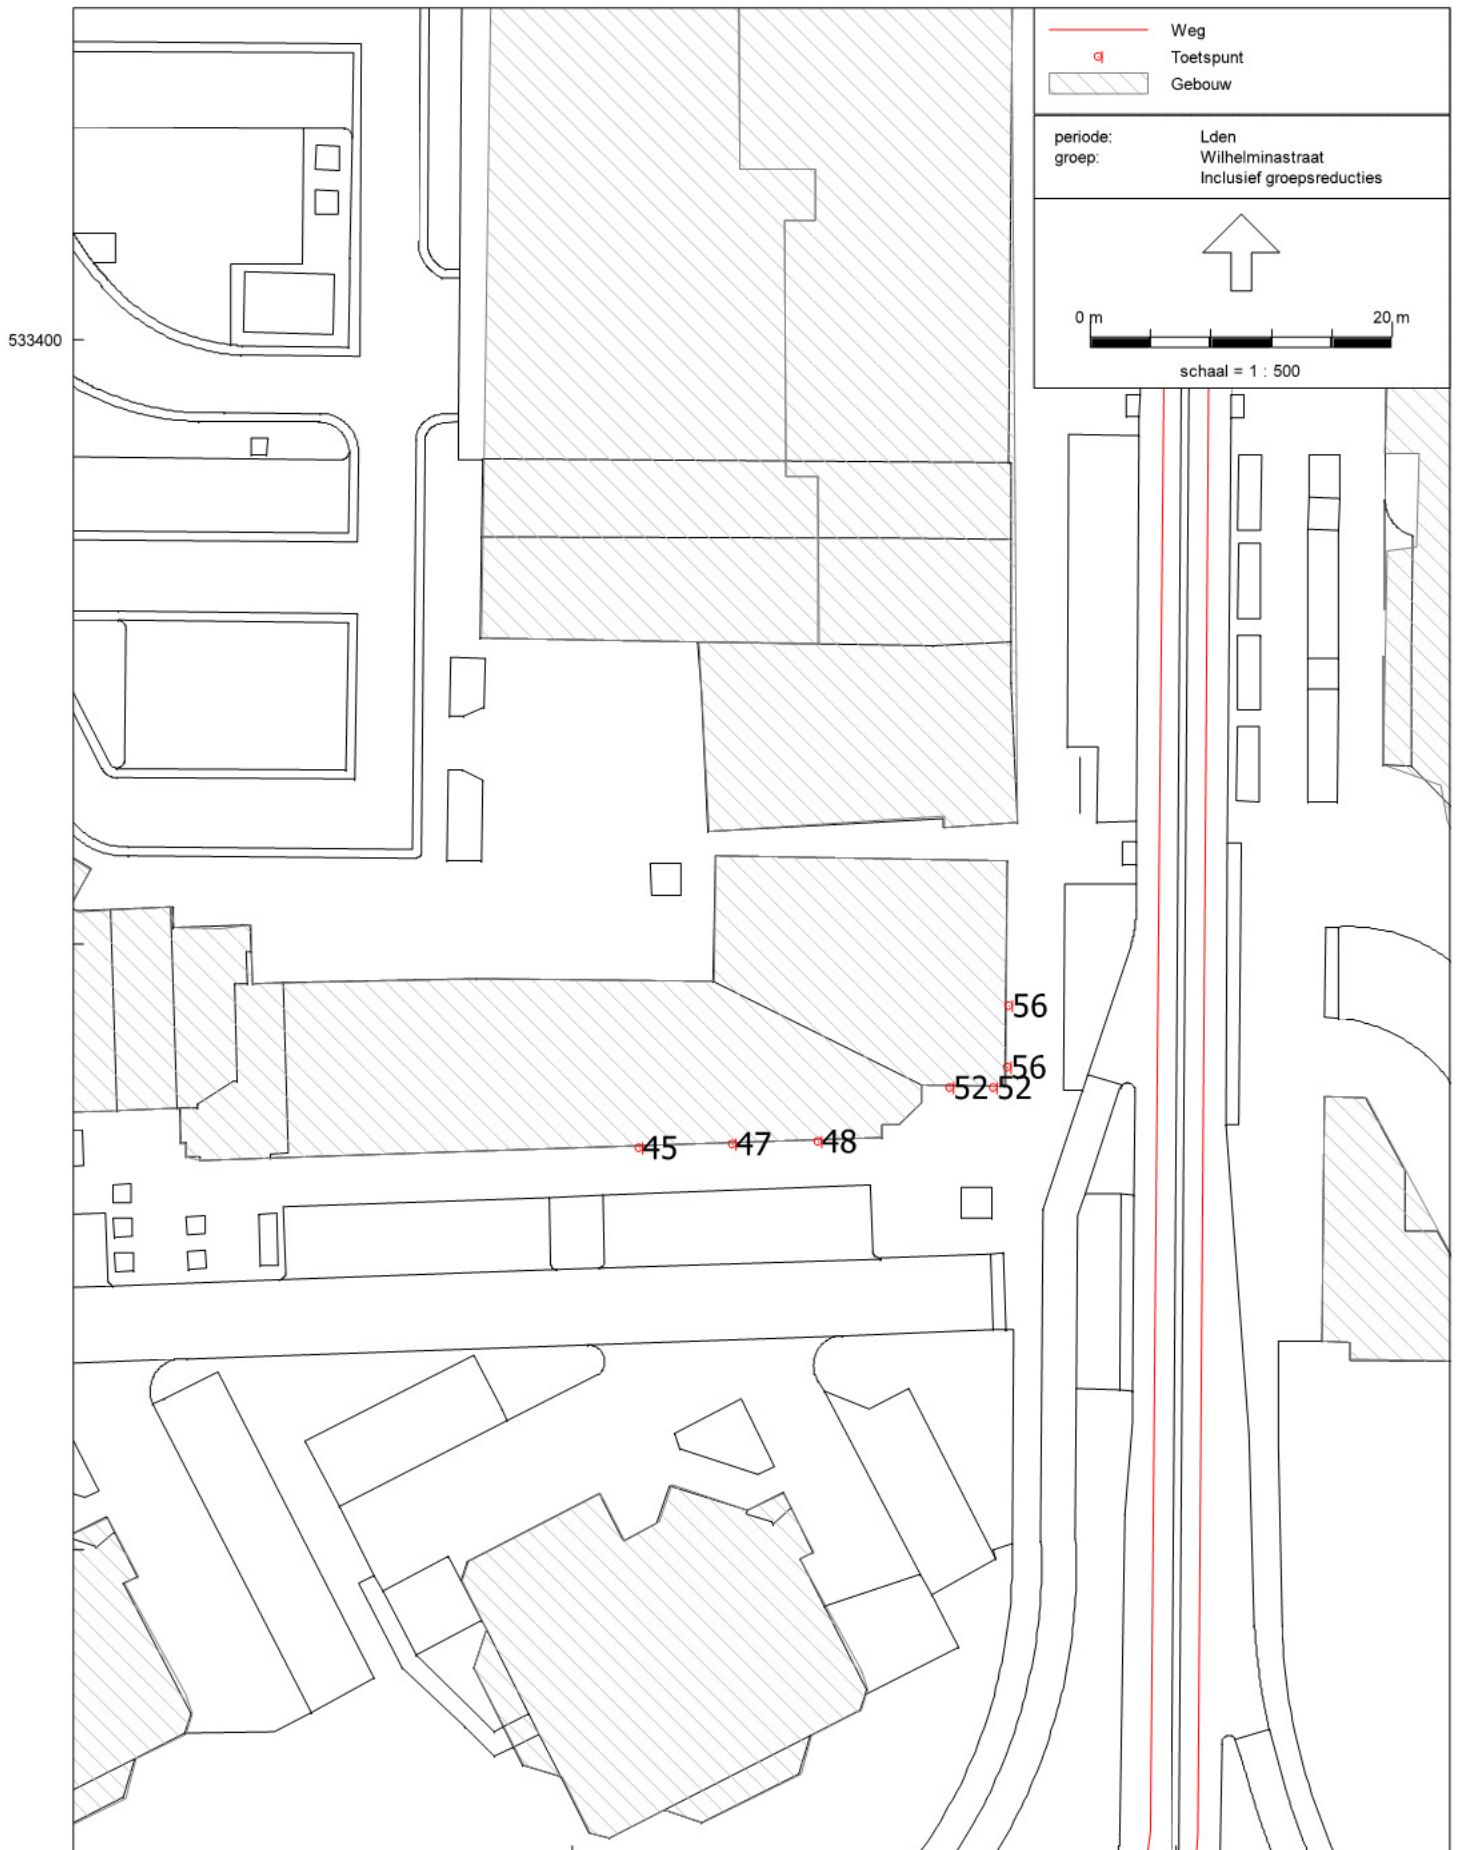 Weg
Toetspunt
Gebouw
periode: Lden
groep: Wilhelminastraat
Inclusief groepsreducties
0 m 20 m
schaal = 1 : 500
533400
56
56
52 52
45 47 48